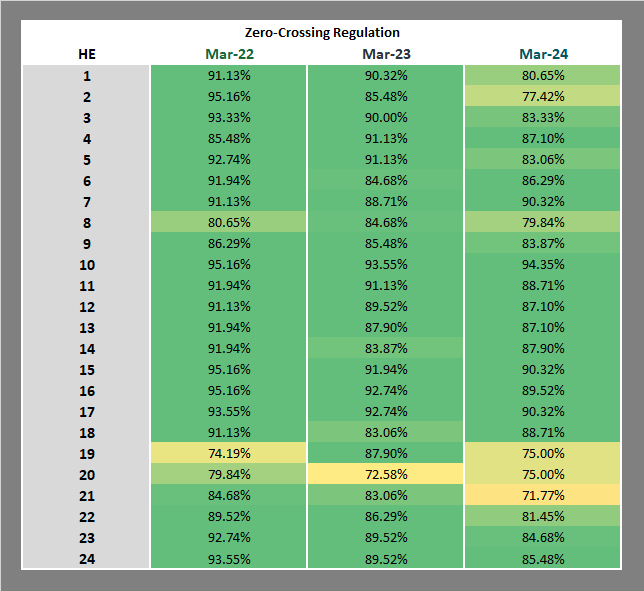 Zero-Crossing Regulation
HE Mar-22 Mar-23 Mar-24
1 91.13% 90.32% 80.65%
2 95.16% 85.48% 77.42%
3 93.33% 90.00% 83.33%
4 85.48% 91.13% 87.10%
5 92.74% 91.13% 83.06%
6 91.94% 84.68% 86.29%
7 91.13% 88.71% 90.32%
8 80.65% 84.68% 79.84%
9 86.29% 85.48% 83.87%
10 95.16% 93.55% 94.35%
11 91.94% 91.13% 88.71%
12 91.13% 89.52% 87.10%
13 91.94% 87.90% 87.10%
14 91.94% 83.87% 87.90%
15 95.16% 91.94% 90.32%
16 95.16% 92.74% 89.52%
17 93.55% 92.74% 90.32%
18 91.13% 83.06% 88.71%
19 74.19% 87.90% 75.00%
20 79.84% 72.58% 75.00%
21 84.68% 83.06% 71.77%
22 89.52% 86.29% 81.45%
23 92.74% 89.52% 84.68%
24 93.55% 89.52% 85.48%